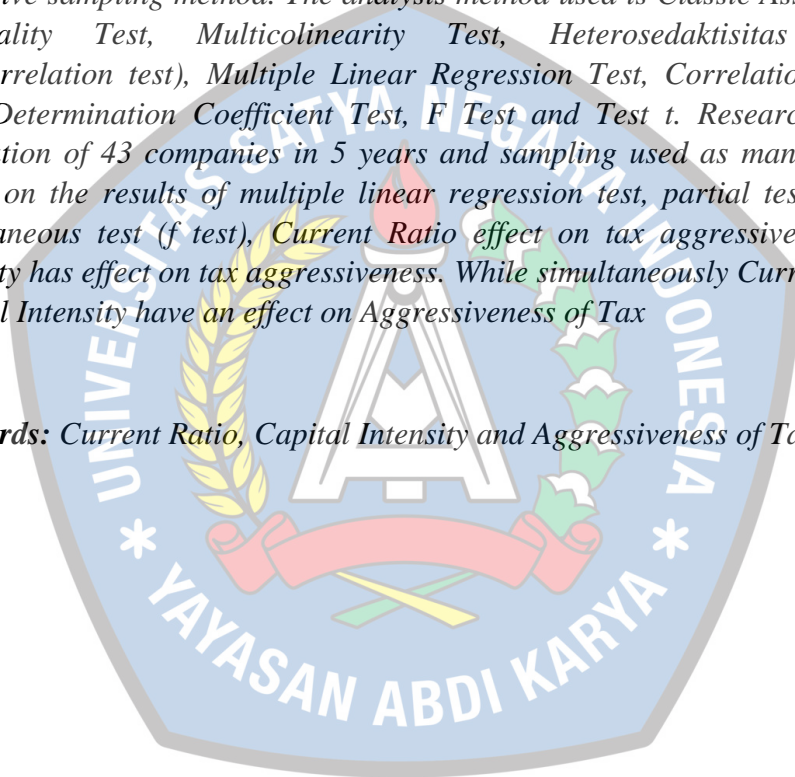 ive sampling method. The analysis method used is Classic Ass
ality Test, Multicolinearity Test, Heterosedaktisitas
rrelation test), Multiple Linear Regression Test, Correlatio
Determination Coefficient Test, F Test and Test t. Researc
tion of 43 companies in 5 years and sampling used as man
on the results of multiple linear regression test, partial tes
aneous test (f test), Current Ratio effect on tax aggressive
ty has effect on tax aggressiveness. While simultaneously Curr
l Intensity have an effect on Aggressiveness of Tax
rds: Current Ratio, Capital Intensity and Aggressiveness of Ta
UNIVERSITAS SATYA NEGARA INDONESIA
YAYASAN ABDI KARYA